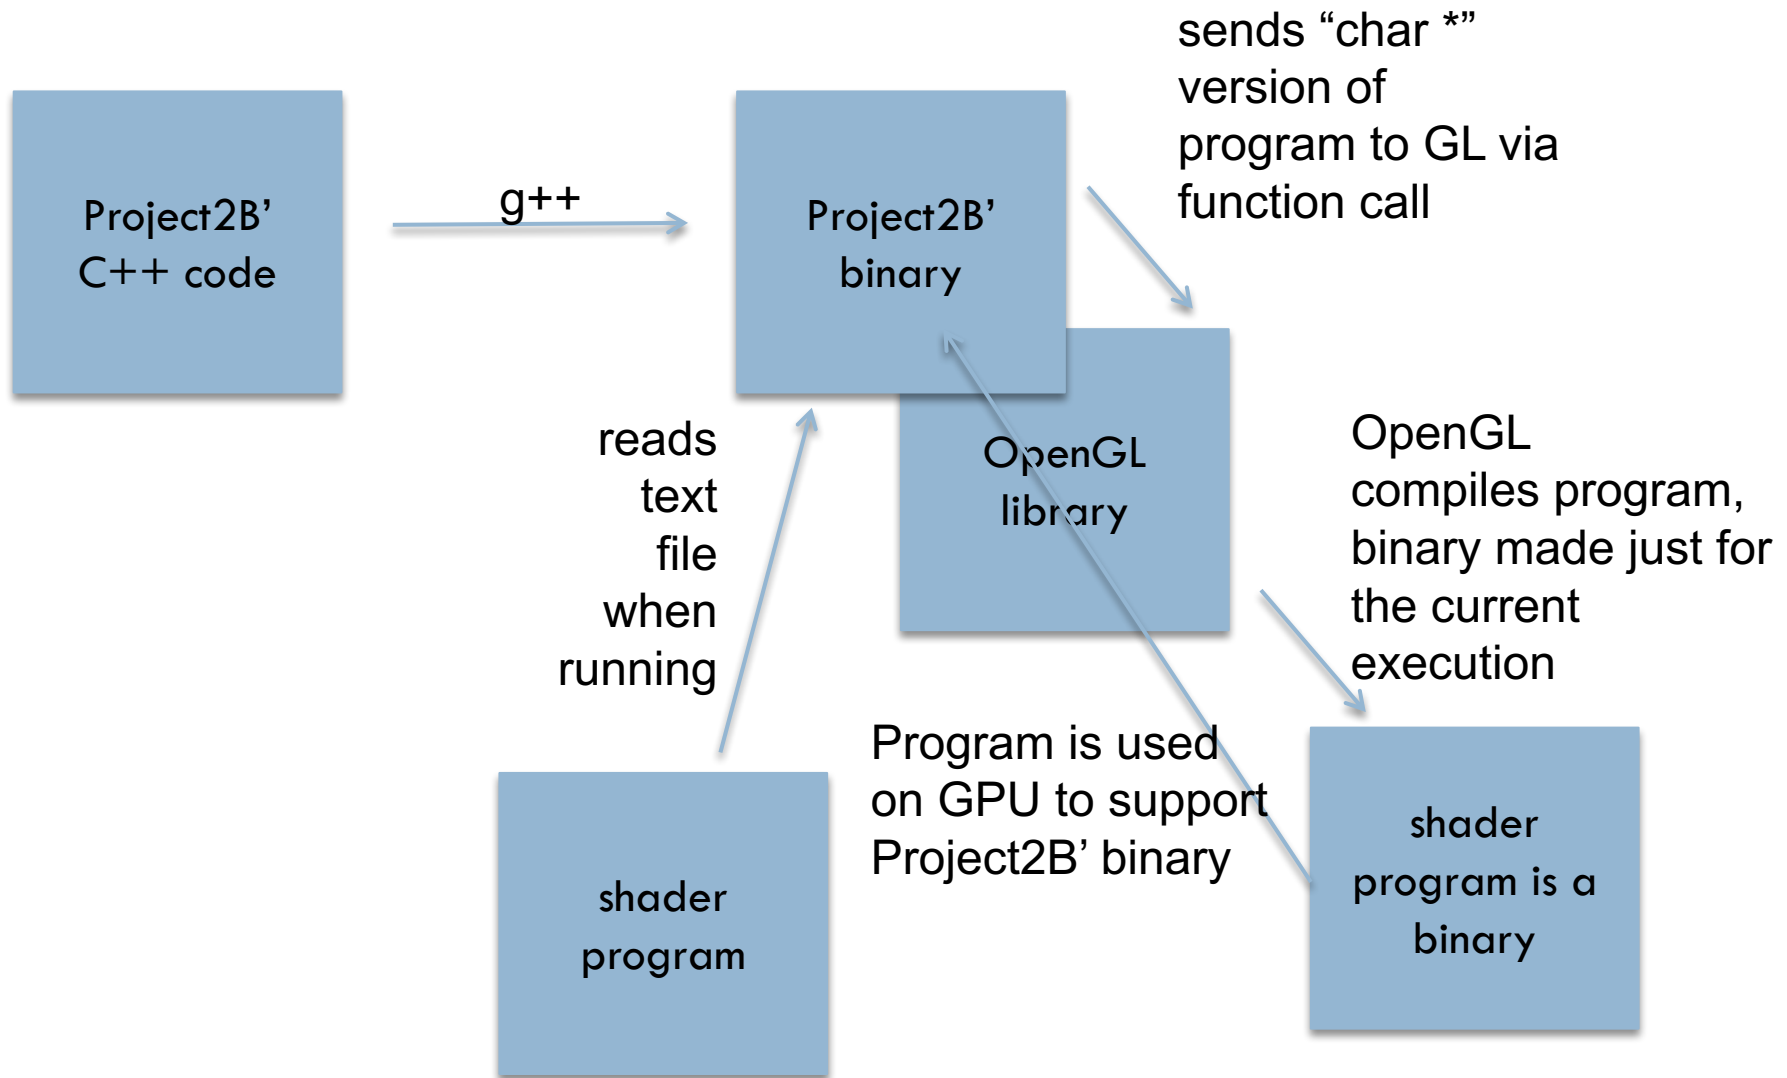 sends “char *”
version of
program to GL via
function call
Project2B’
C++ code
g++
Project2B’
binary
reads
text
file
when
running
OpenGL
library
OpenGL
compiles program,
binary made just for
the current
execution
Program is used
on GPU to support
Project2B’ binary
shader
program
shader
program is a
binary